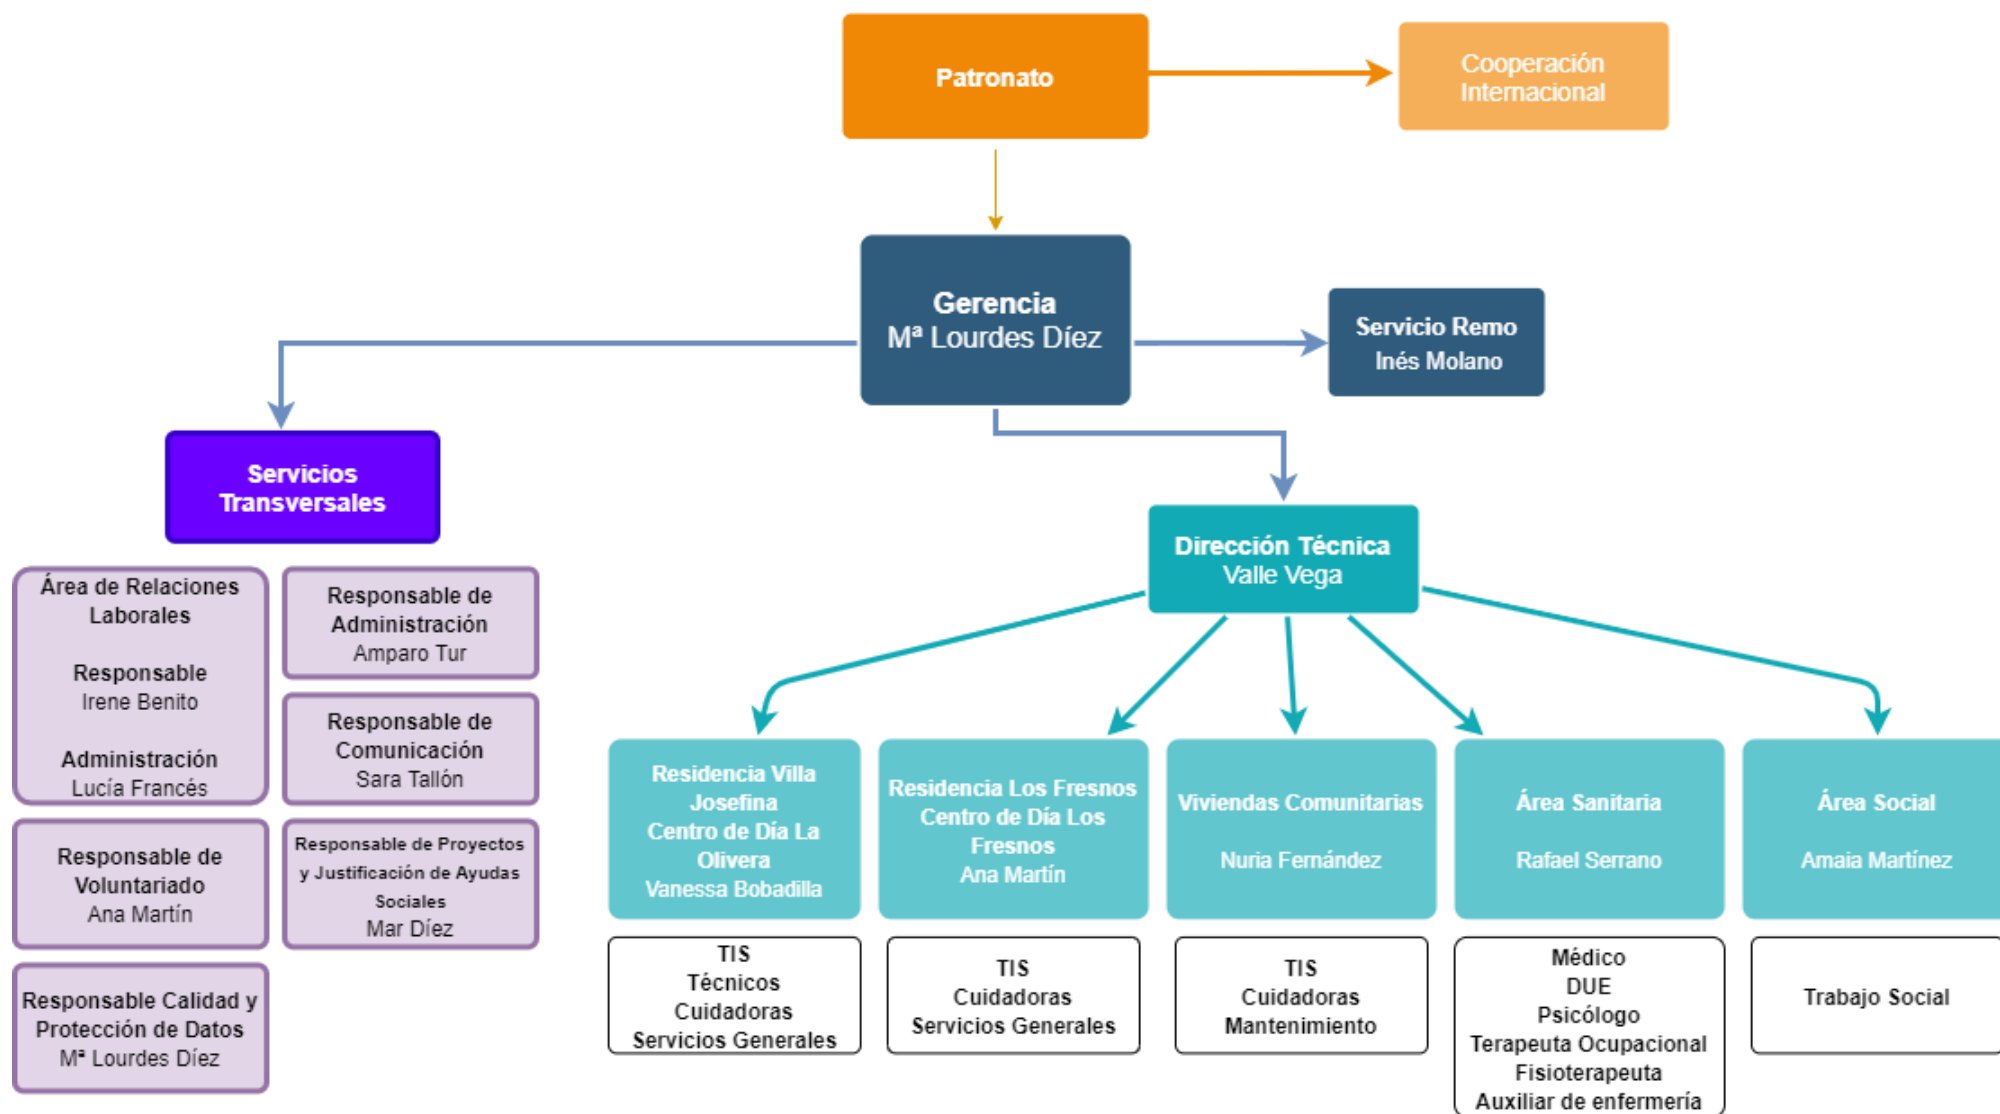 Patronato
Cooperación
Internacional
Gerencia
Mª Lourdes Díez
Servicio Remo
Inés Molano
Servicios
Transversales
Dirección Técnica
Valle Vega
Área de Relaciones
Laborales
Responsable
Irene Benito
Administración
Lucía Francés
Responsable de
Administración
Amparo Tur
Responsable de
Comunicación
Sara Tallón
Responsable de
Voluntariado
Ana Martín
Responsable de Proyectos
y Justificación de Ayudas
Sociales
Mar Díez
Responsable Calidad y
Protección de Datos
Mª Lourdes Díez
Residencia Villa
Josefina
Centro de Día La
Olivera
Vanessa Bobadilla
Residencia Los Fresnos
Centro de Día Los
Fresnos
Ana Martín
Viviendas Comunitarias
Nuria Fernández
Área Sanitaria
Rafael Serrano
Área Social
Amaia Martínez
TIS
Técnicos
Cuidadoras
Servicios Generales
TIS
Cuidadoras
Servicios Generales
TIS
Cuidadoras
Mantenimiento
Médico
DUE
Psicólogo
Terapeuta Ocupacional
Fisioterapeuta
Auxiliar de enfermería
Trabajo Social